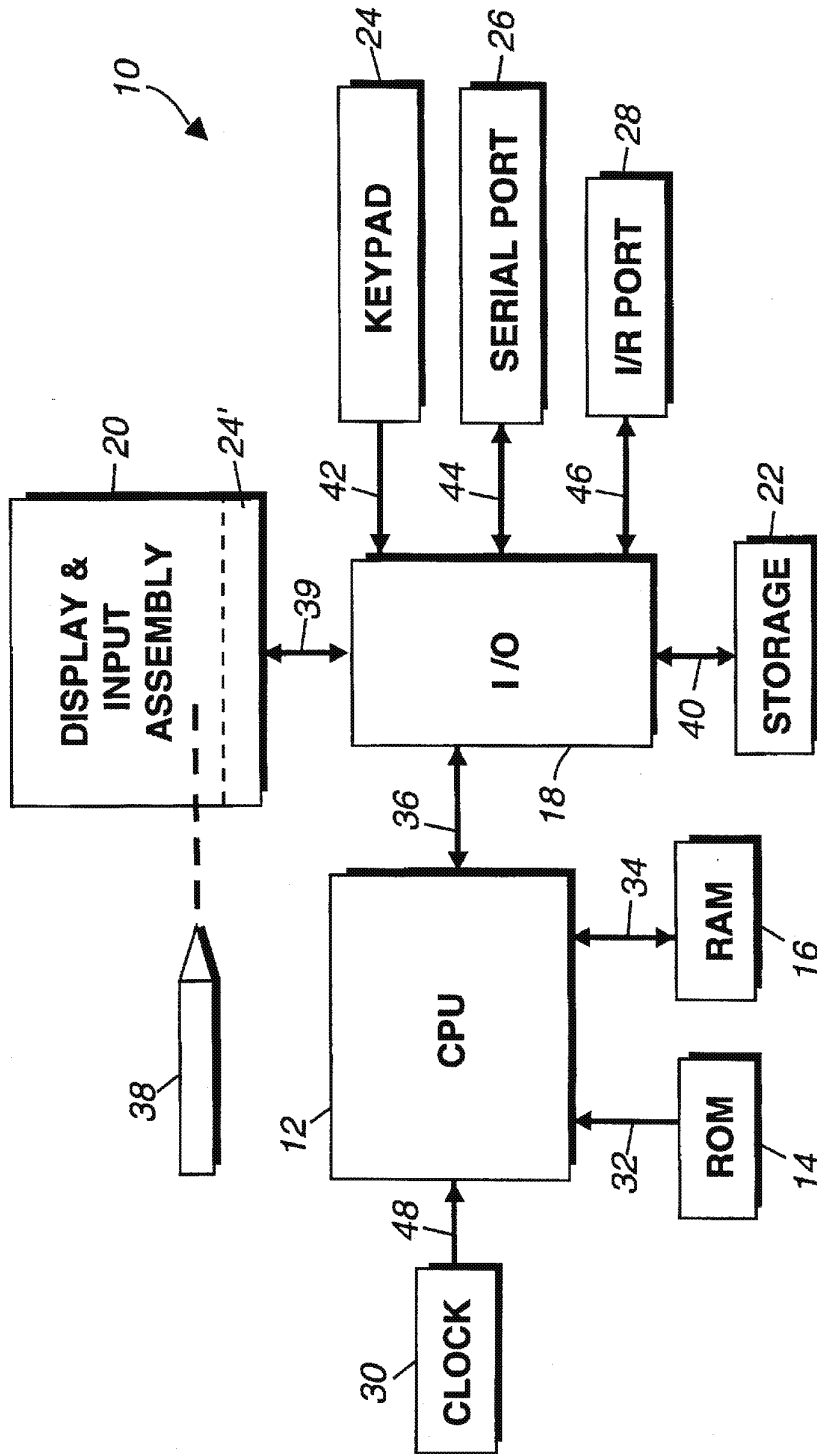 10
DISPLAY &
INPUT
ASSEMBLY
20
24'
38
39
KEYPAD
24
42
SERIAL PORT
26
44
I/R PORT
28
46
I/O
18
36
CPU
12
CLOCK
30
48
ROM
14
32
RAM
16
34
STORAGE
22
40